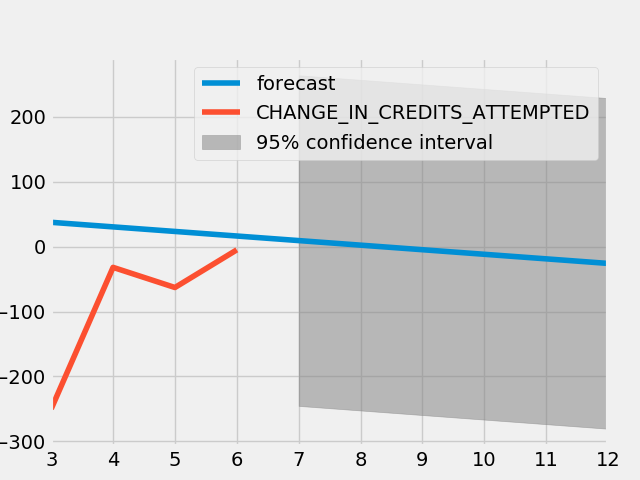 forecast
CHANGE_IN_CREDITS_ATTEMPTED
95% confidence interval
200
100
0
−100
−200
−300
3 4 5 6 7 8 9 10 11 12